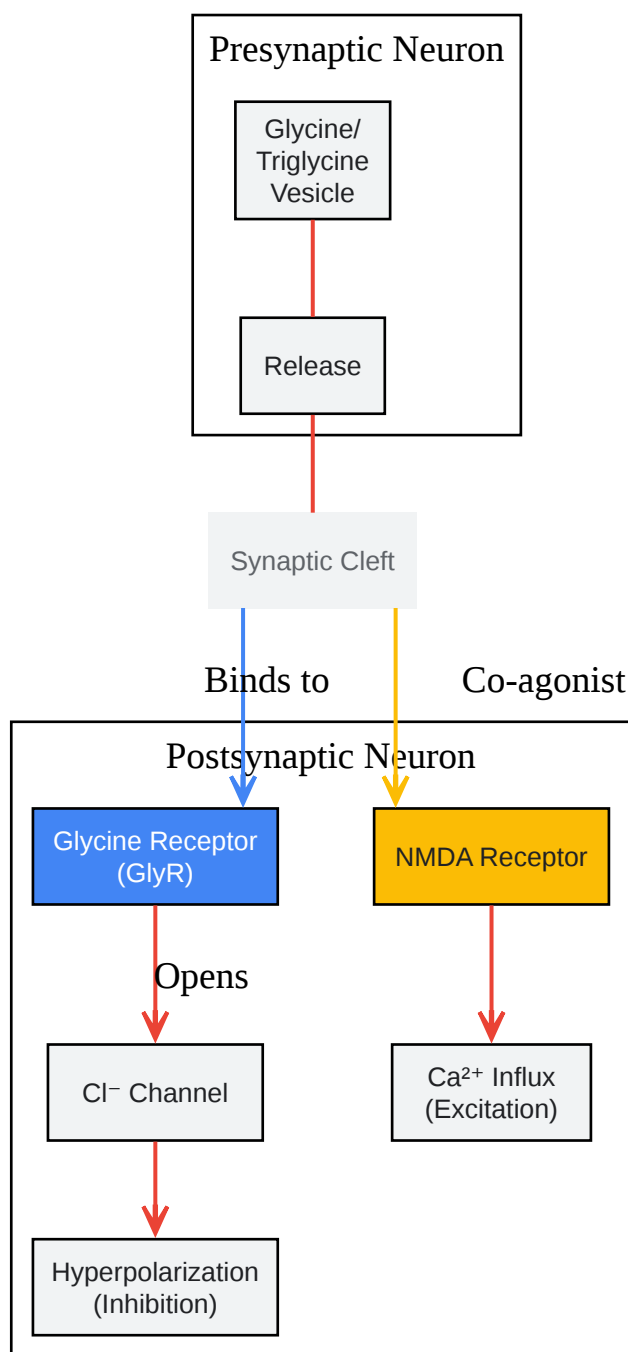 Presynaptic Neuron
Glycine/
Triglycine
Vesicle
Release
Synaptic Cleft
Binds to
Co-agonist
Postsynaptic Neuron
Glycine Receptor
(GlyR)
NMDA Receptor
Opens
Cl⁻ Channel
Ca²⁺ Influx
(Excitation)
Hyperpolarization
(Inhibition)